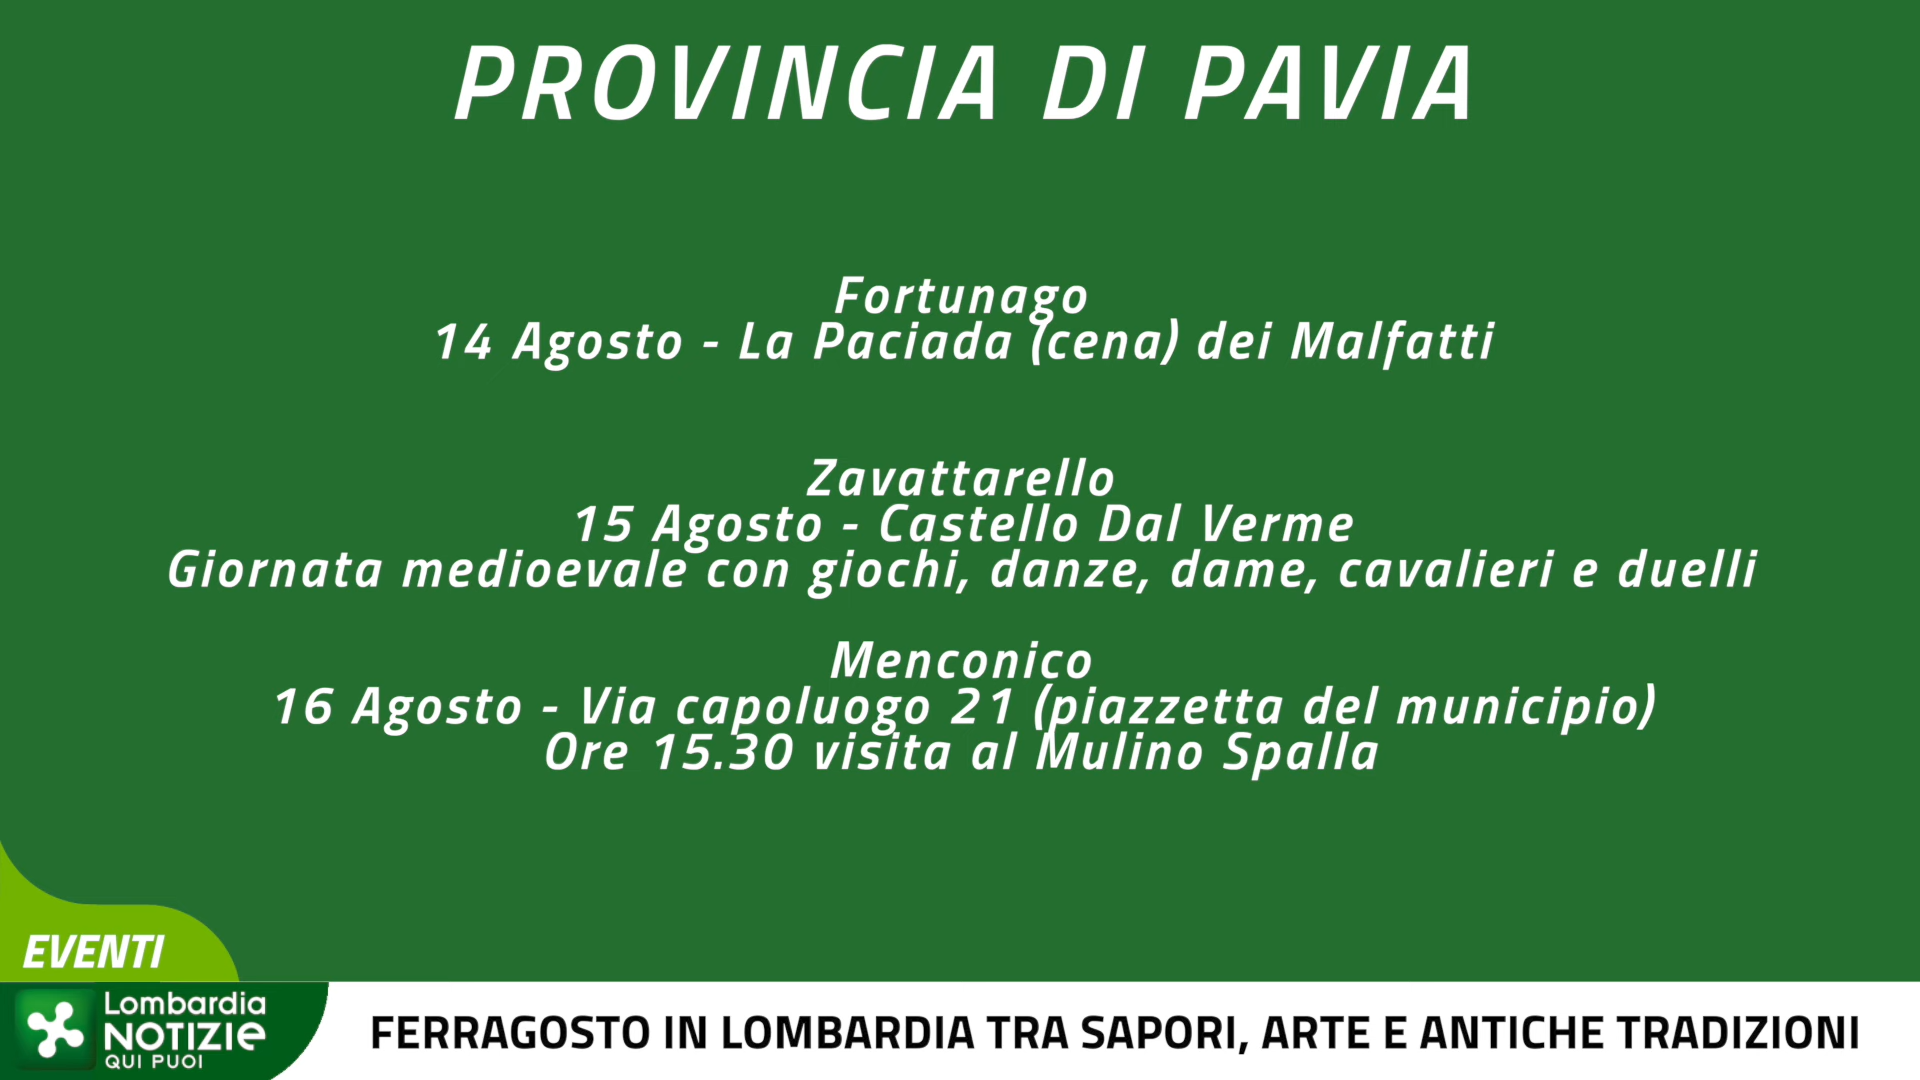 PROVINCIA DI PAVIA
Fortunago
14 Agosto - La Paciada (cena) dei Malfatti
Zavattarello
15 Agosto - Castello Dal Verme
Giornata medioevale con giochi, danze, dame, cavalieri e duelli
Menconico
16 Agosto - Via capoluogo 21 (piazzetta del municipio)
Ore 15.30 visita al Mulino Spalla
EVENTI
Lombardia
NOTIZIE
QUI PUOI
FERRAGOSTO IN LOMBARDIA TRA SAPORI, ARTE E ANTICHE TRADIZIONI